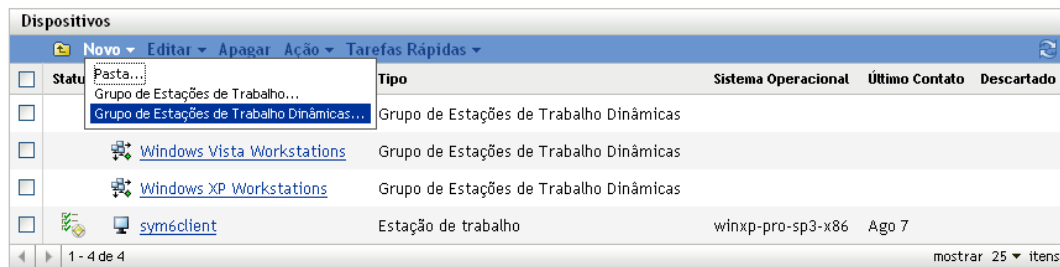 Dispositivos
Novo Editar Apagar Ação Tarefas Rápidas
Statu Tipo Sistema Operacional Último Contato Descartado
Pasta...
Grupo de Estações de Trabalho...
Grupo de Estações de Trabalho Dinâmicas...
Grupo de Estações de Trabalho Dinâmicas
Windows Vista Workstations Grupo de Estações de Trabalho Dinâmicas
Windows XP Workstations Grupo de Estações de Trabalho Dinâmicas
sym6client Estação de trabalho winxp-pro-sp3-x86 Ago 7
1 - 4 de 4 mostrar 25 itens